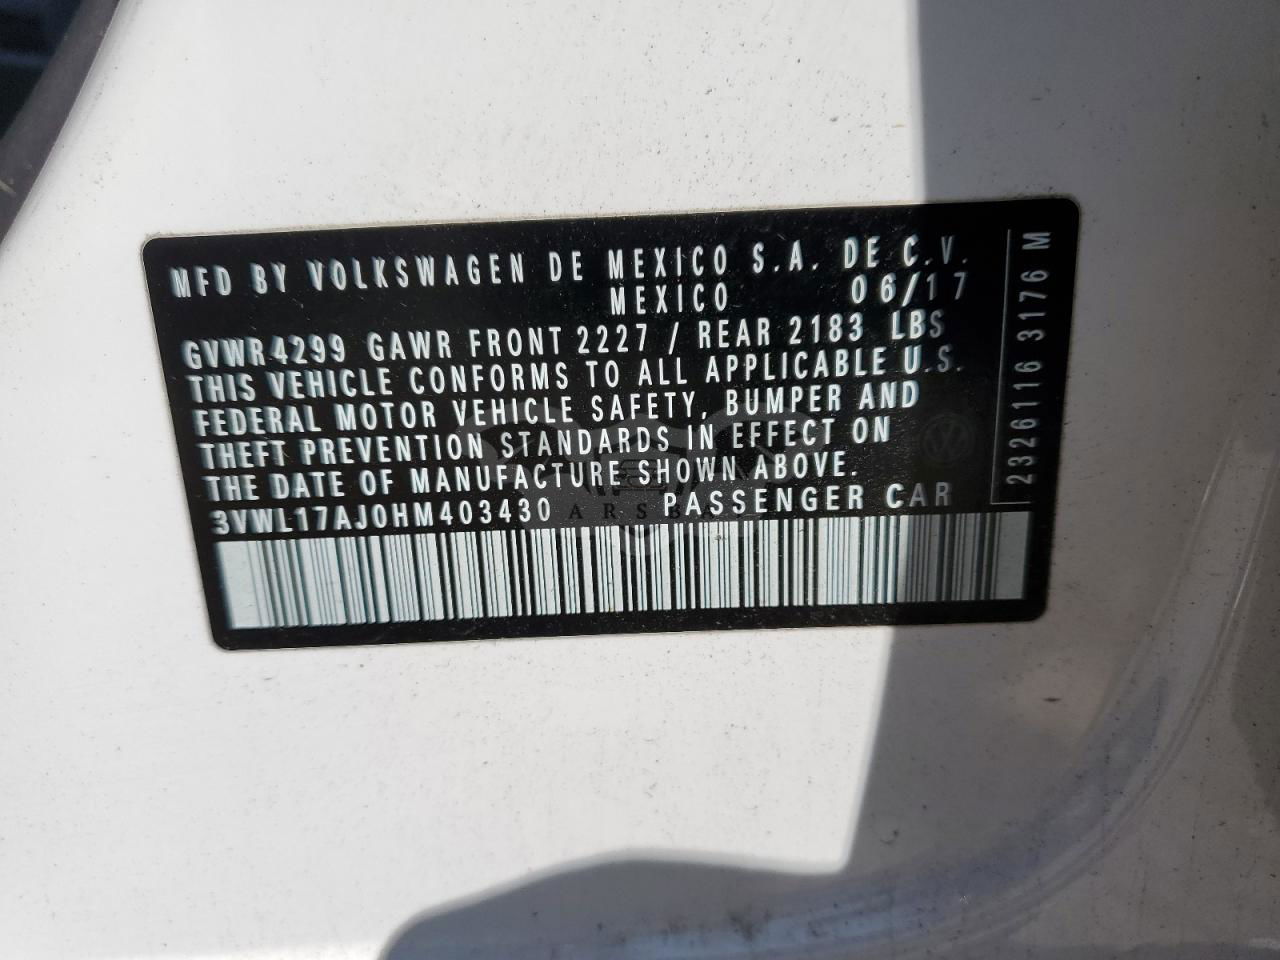 MFD BY VOLKSWAGEN DE MEXICO S.A. DE C.V.
MEXICO 06/17
GVWR4299 GAWR FRONT 2227 / REAR 2183 LBS
THIS VEHICLE CONFORMS TO ALL APPLICABLE U.S.
FEDERAL MOTOR VEHICLE SAFETY, BUMPER AND
THEFT PREVENTION STANDARDS IN EFFECT ON
THE DATE OF MANUFACTURE SHOWN ABOVE.
3VWL17AJ0HM403430 PASSENGER CAR
2326116 3176 M